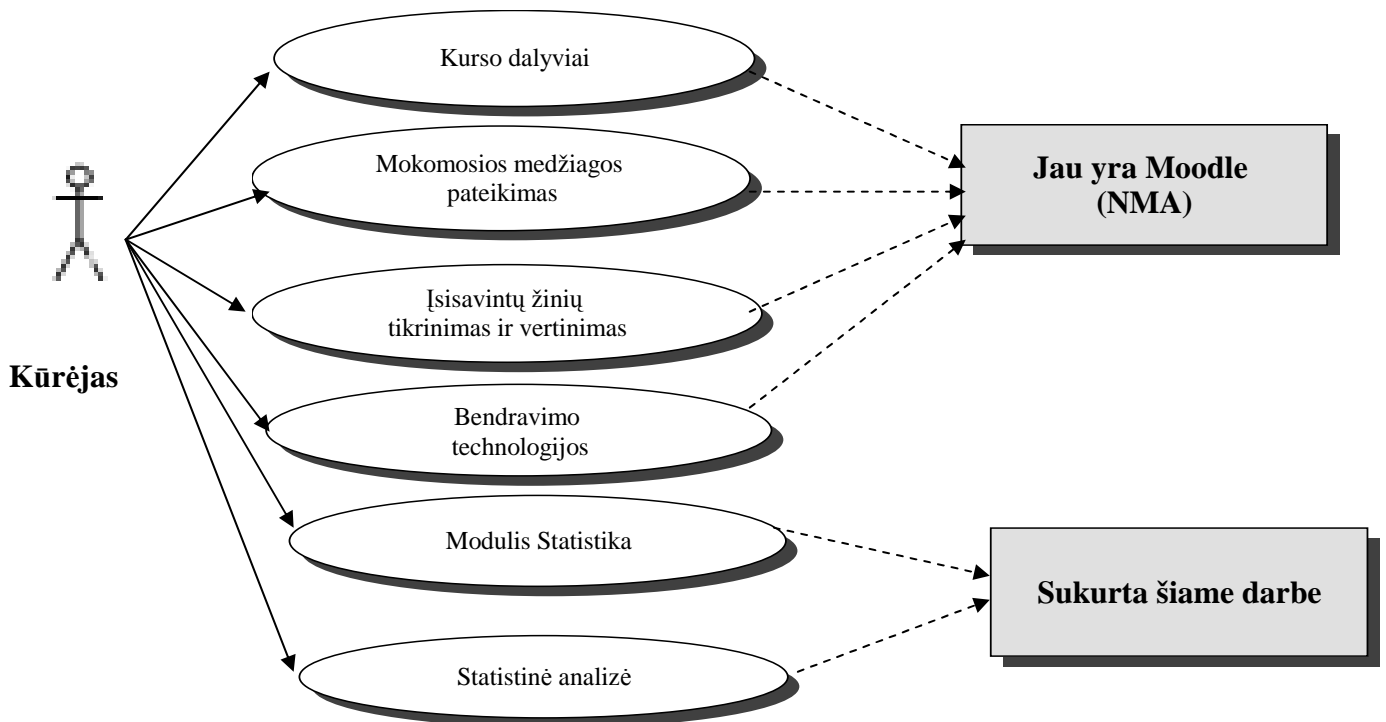 Kurso dalyviai
Mokomosios medžiagos
pateikimas
Jau yra Moodle
(NMA)
Įsisavintų žinių
tikrinimas ir vertinimas
Kūrėjas
Bendravimo
technologijos
Modulis Statistika
Sukurta šiame darbe
Statistinė analizė